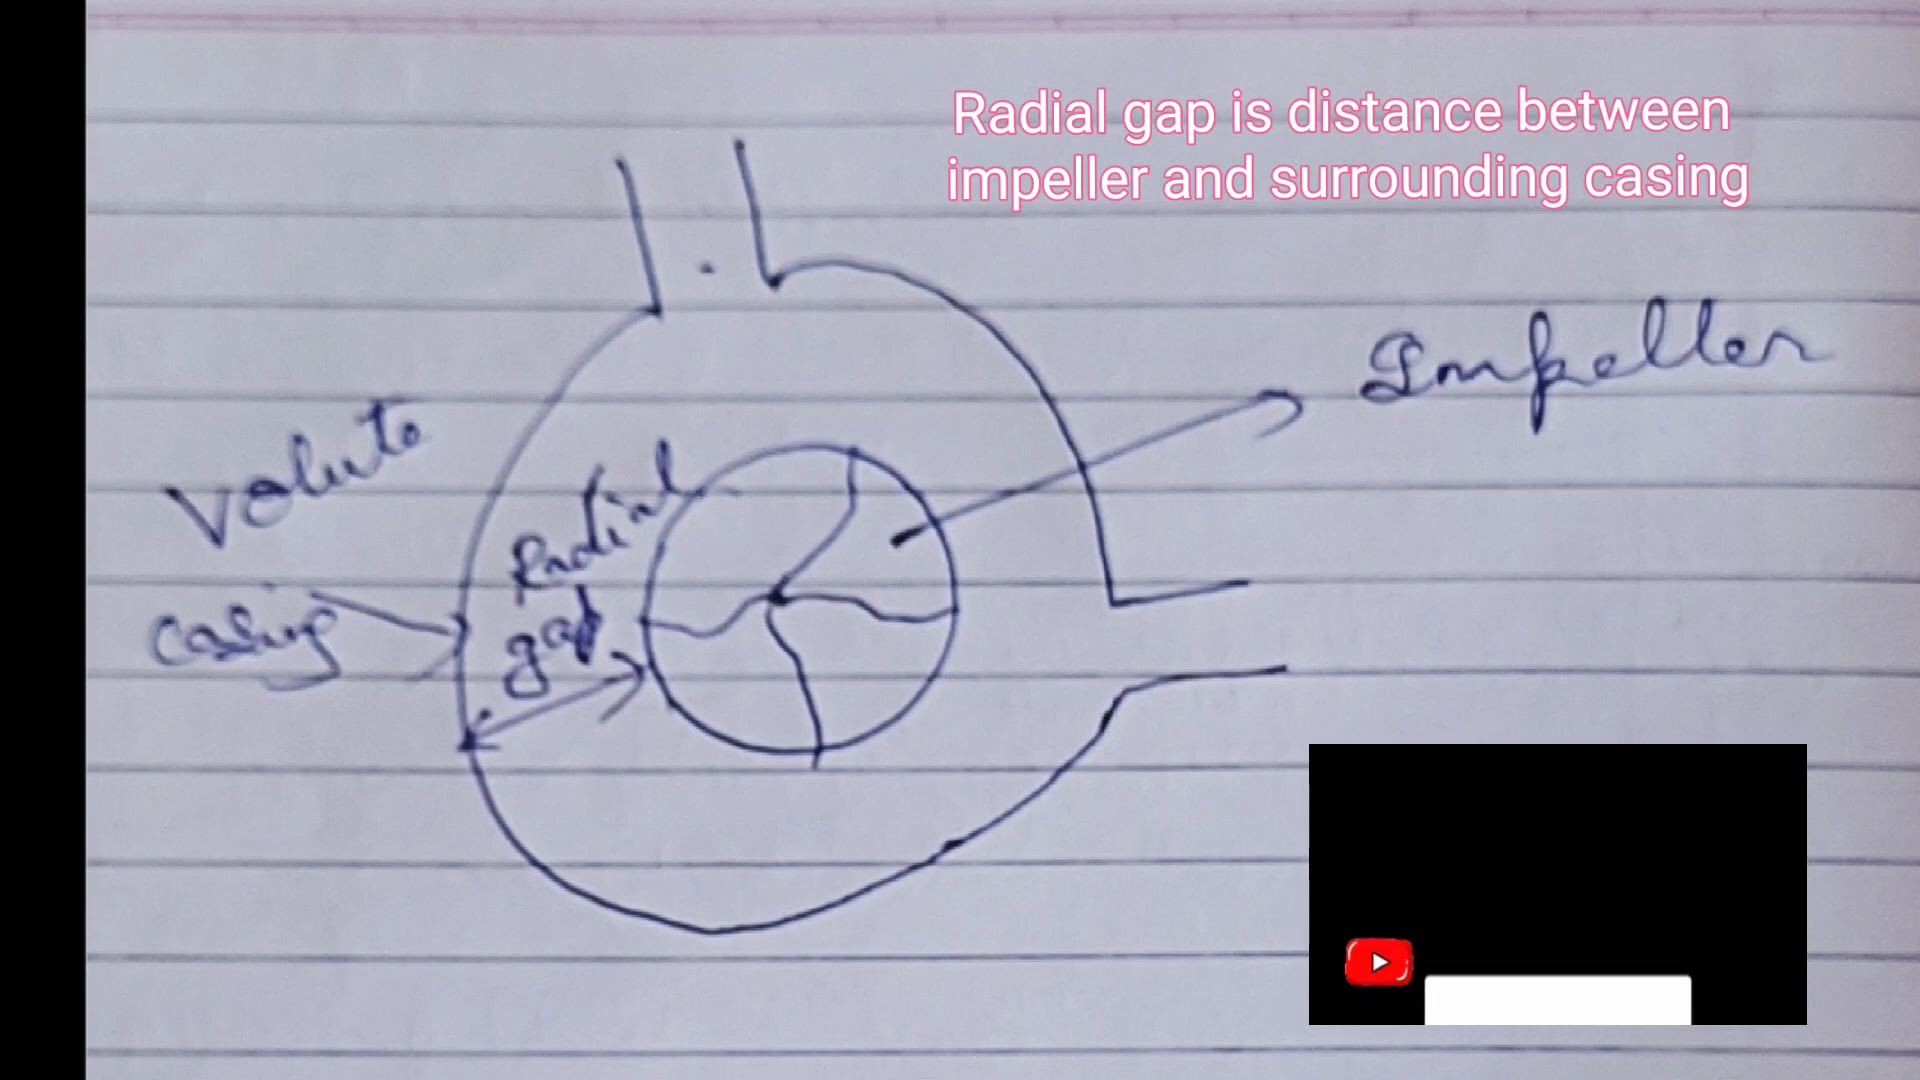 Radial gap is distance between
impeller and surrounding casing
Impeller
Volute
casing
Radial
gap